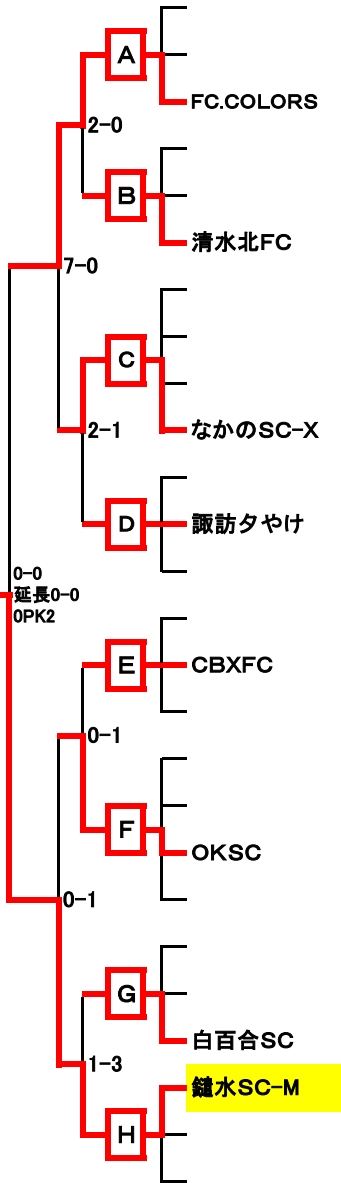 A
FC.COLORS
2-0
B
清水北FC
7-0
C
2-1
なかのSC-X
D
諏訪夕やけ
0-0
延長0-0
0PK2
E
CBXFC
0-1
F
OKSC
0-1
G
白百合SC
1-3
鑓水SC-M
H